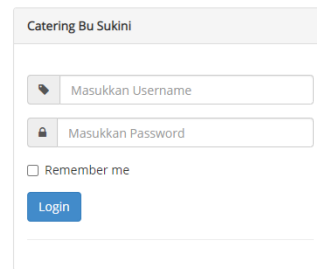 Catering Bu Sukini
Masukkan Username
Masukkan Password
Remember me
Login